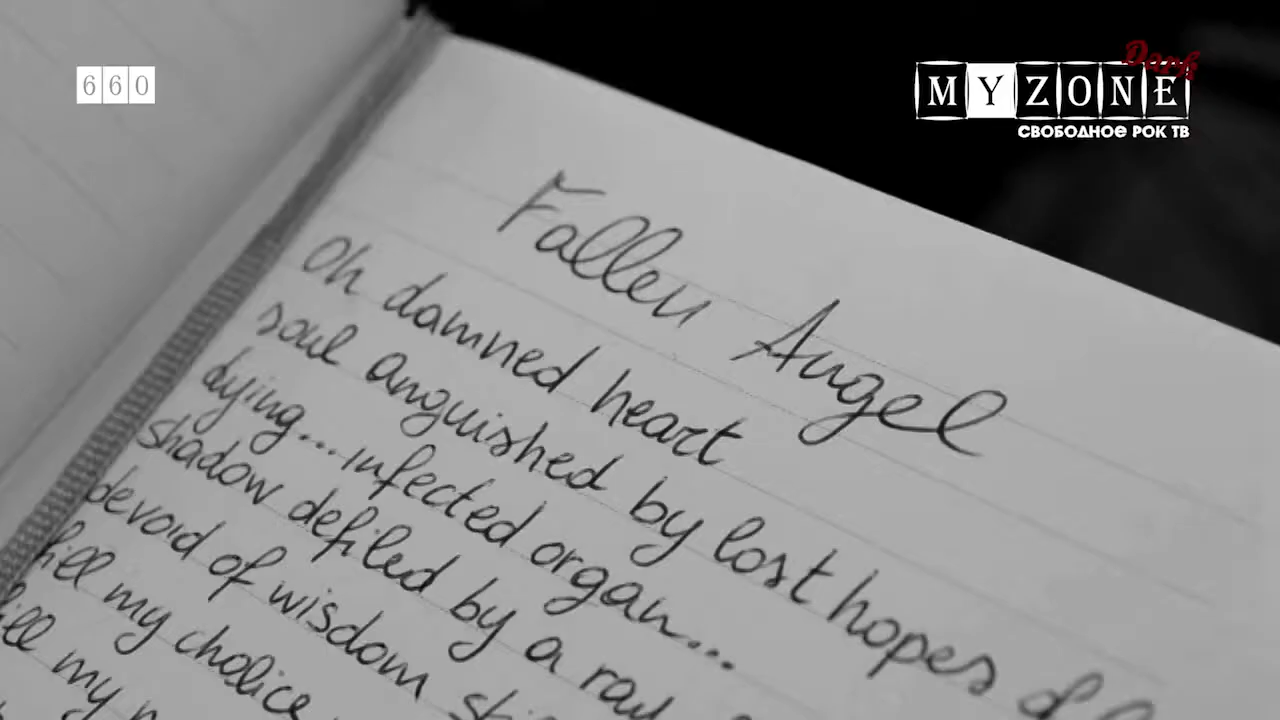 660
Dark
MYZONE
СВОБОДНОЕ РОК ТВ
Fallen Angel
Oh damned heart
soul anguished by lost hopes of
dying...infected organ...
shadow defiled by a
devoid of wisdom
fill my chalice
fill my